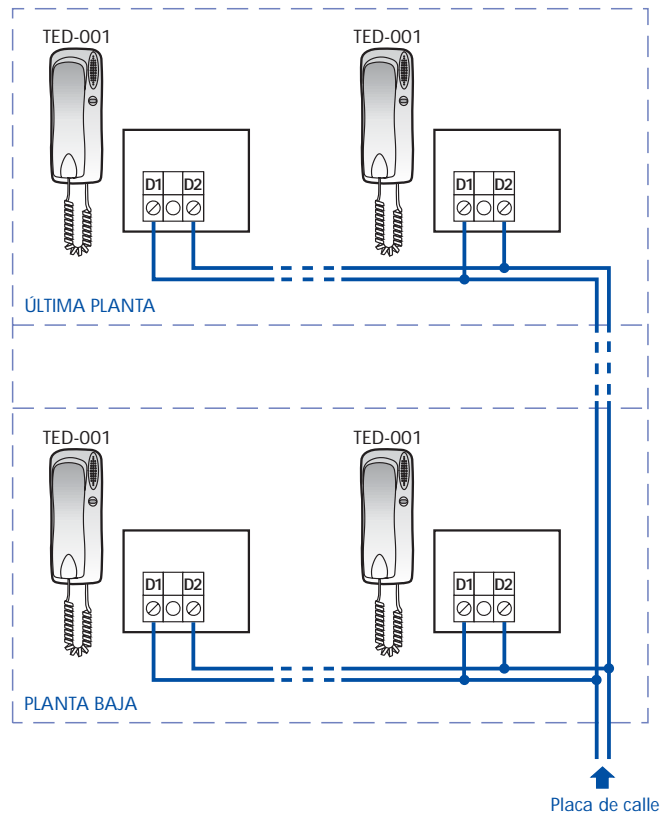 TED-001 TED-001
D1 D2 D1 D2
ÚLTIMA PLANTA
TED-001 TED-001
D1 D2 D1 D2
PLANTA BAJA
Placa de calle